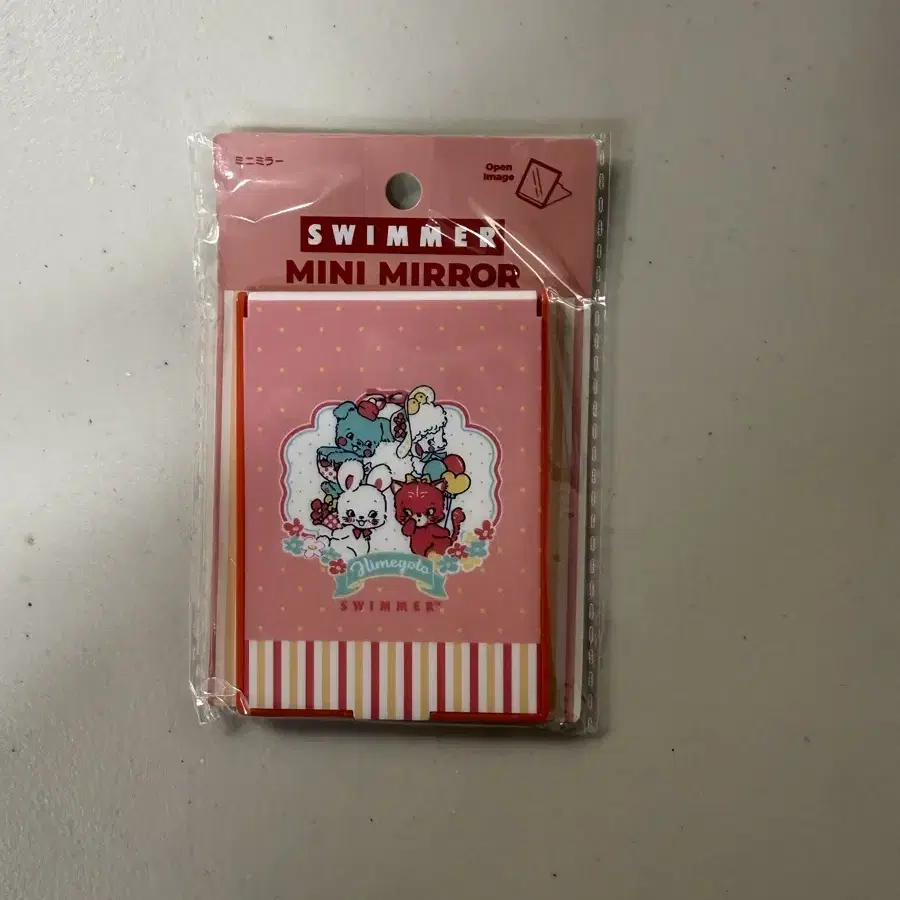 ミニミラー
Open
Image
SWIMMER
MINI MIRROR
Himegoto
SWIMMER